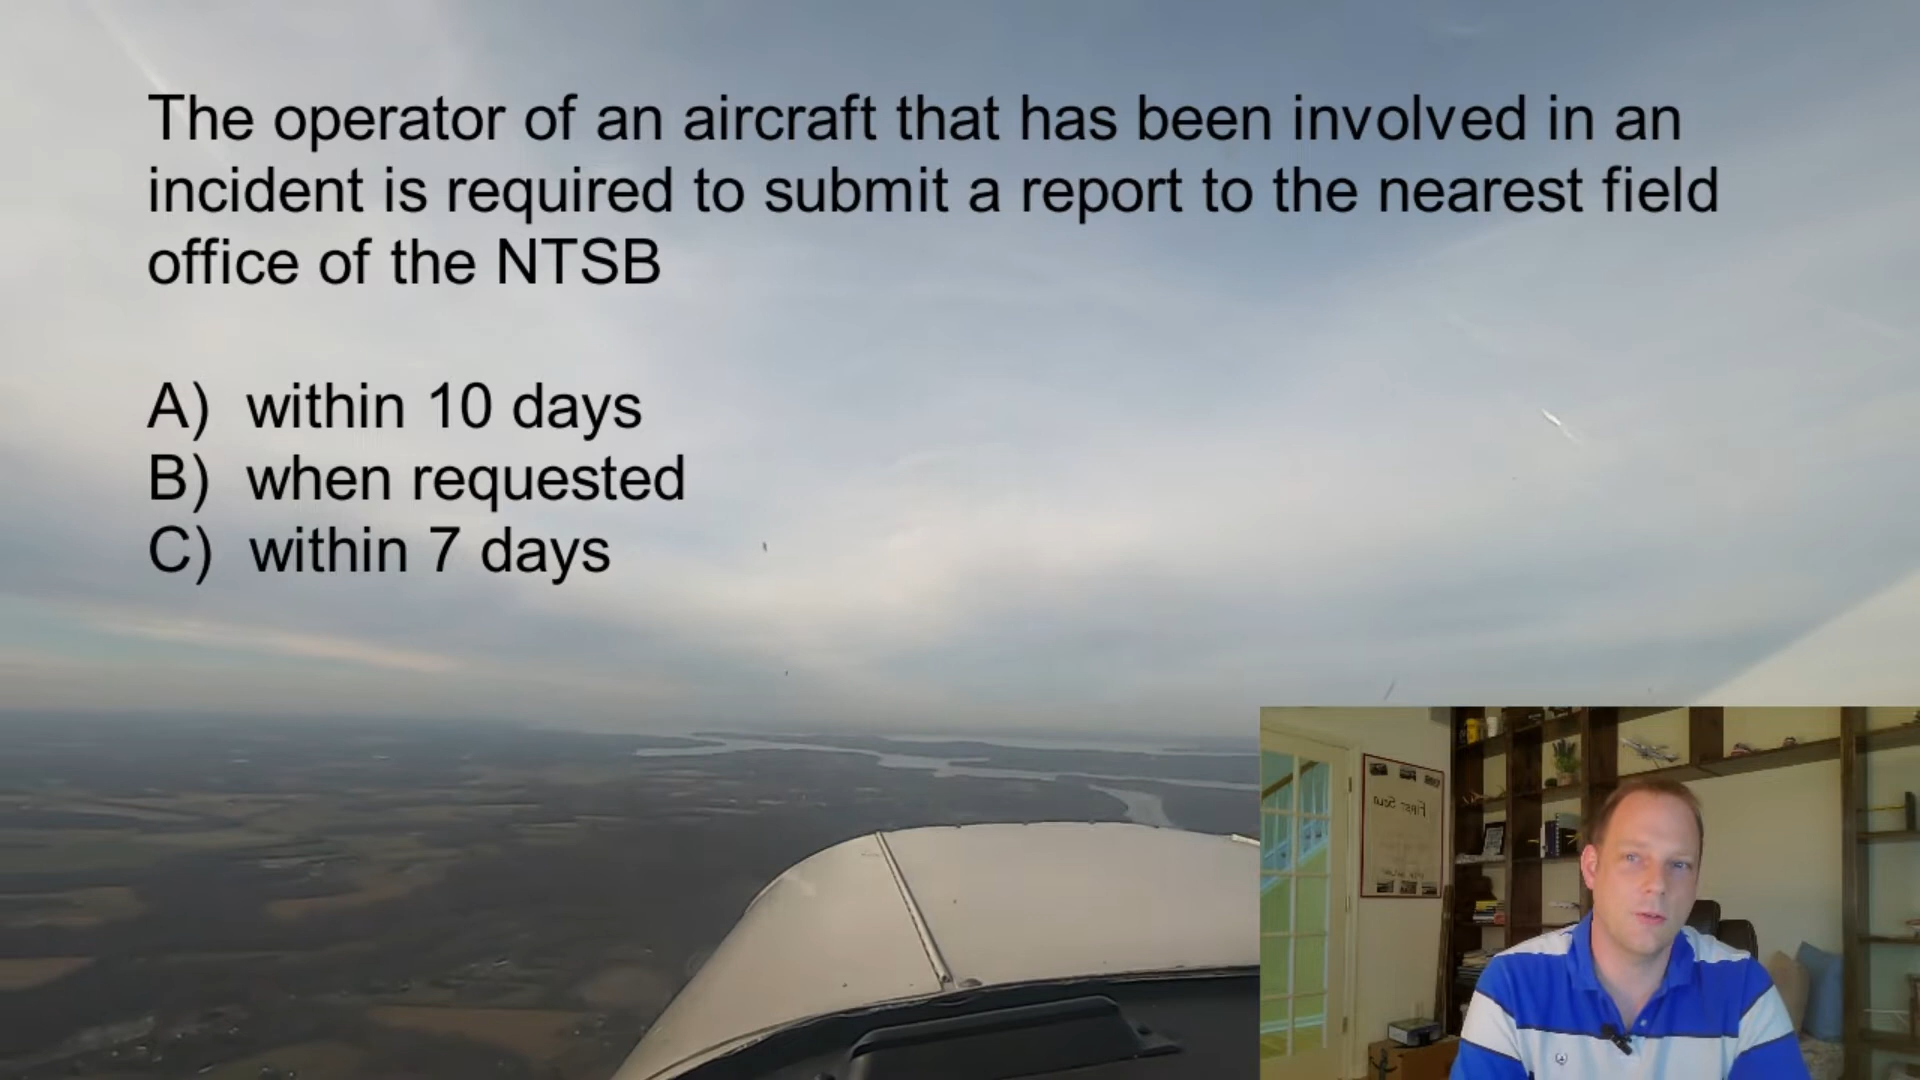 The operator of an aircraft that has been involved in an
incident is required to submit a report to the nearest field
office of the NTSB
A) within 10 days
B) when requested
C) within 7 days